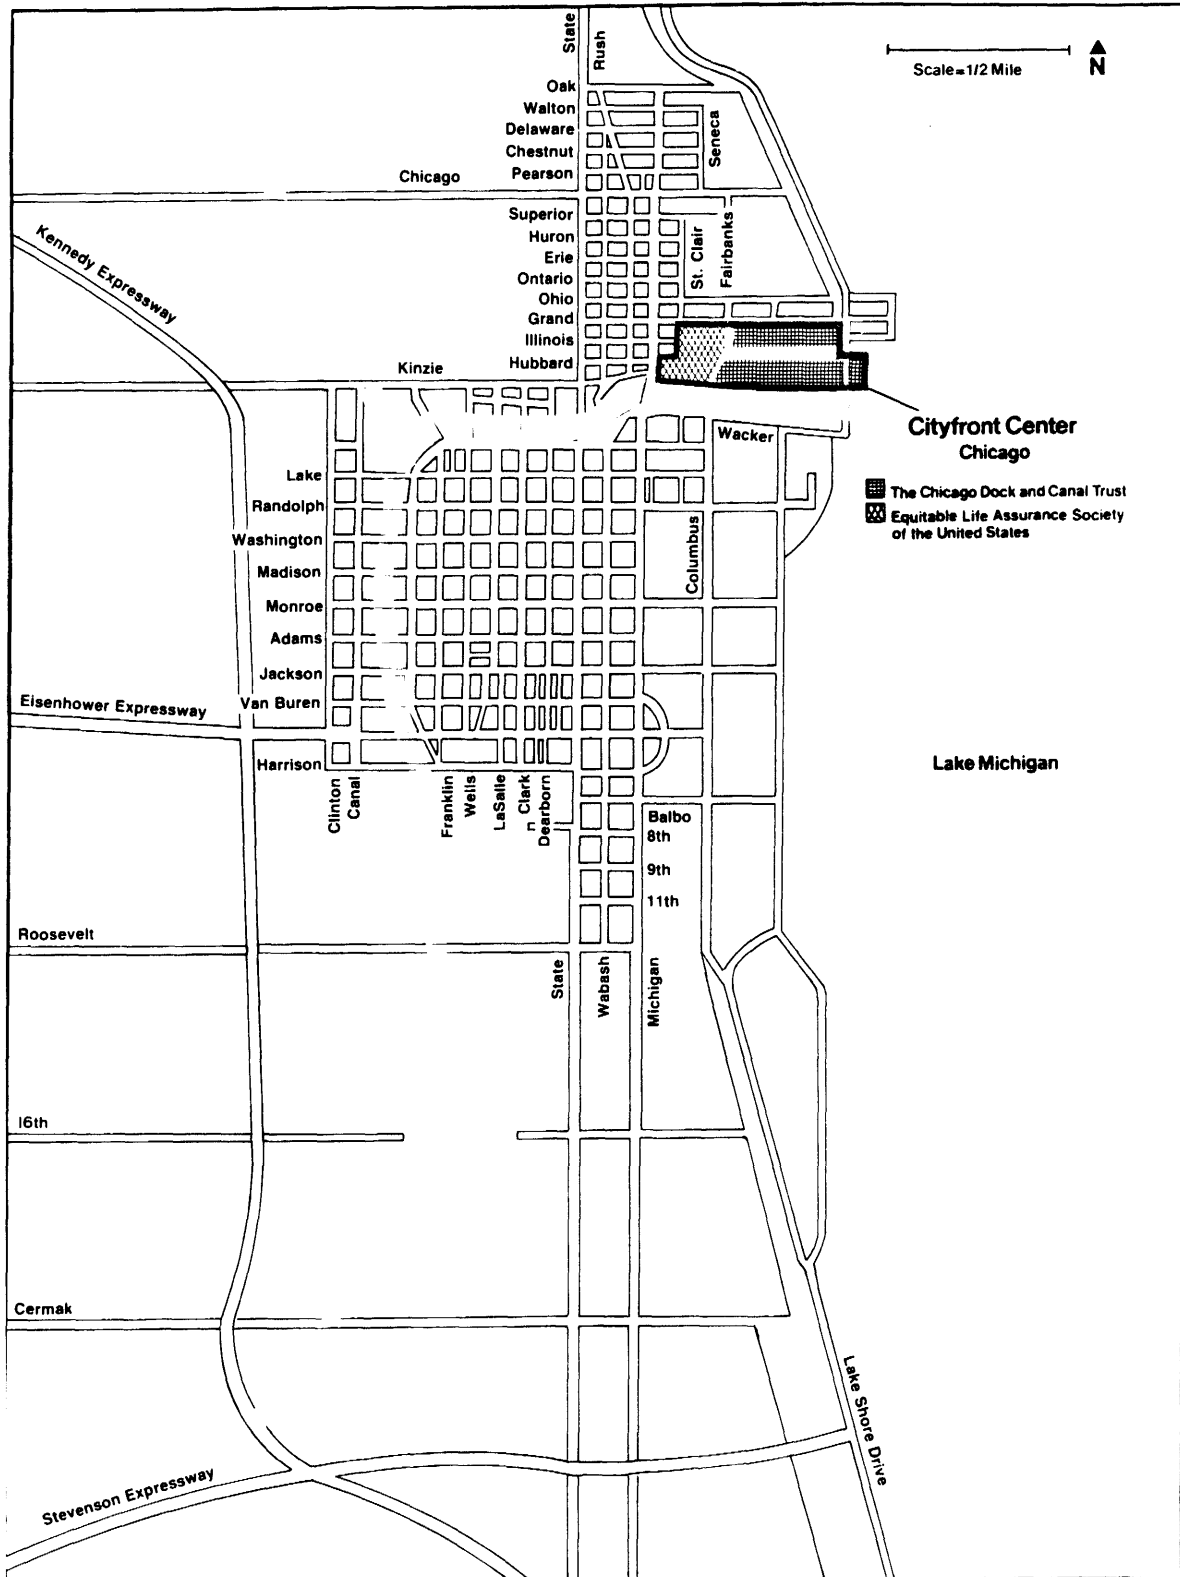 State
Rush
Scale=1/2 Mile
N
Oak
Walton
Delaware
Chestnut
Pearson
Seneca
Chicago
Superior
Huron
Erie
Ontario
Ohio
Grand
Illinois
Hubbard
St. Clair
Fairbanks
Kennedy Expressway
Kinzie
Cityfront Center
Chicago
The Chicago Dock and Canal Trust
Equitable Life Assurance Society
of the United States
Wacker
Lake
Randolph
Washington
Madison
Monroe
Adams
Jackson
Van Buren
Harrison
Columbus
Eisenhower Expressway
Lake Michigan
Clinton
Canal
Franklin
Wells
LaSalle
Clark
Dearborn
Balbo
8th
9th
11th
Roosevelt
State
Wabash
Michigan
16th
Cermak
Lake Shore Drive
Stevenson Expressway